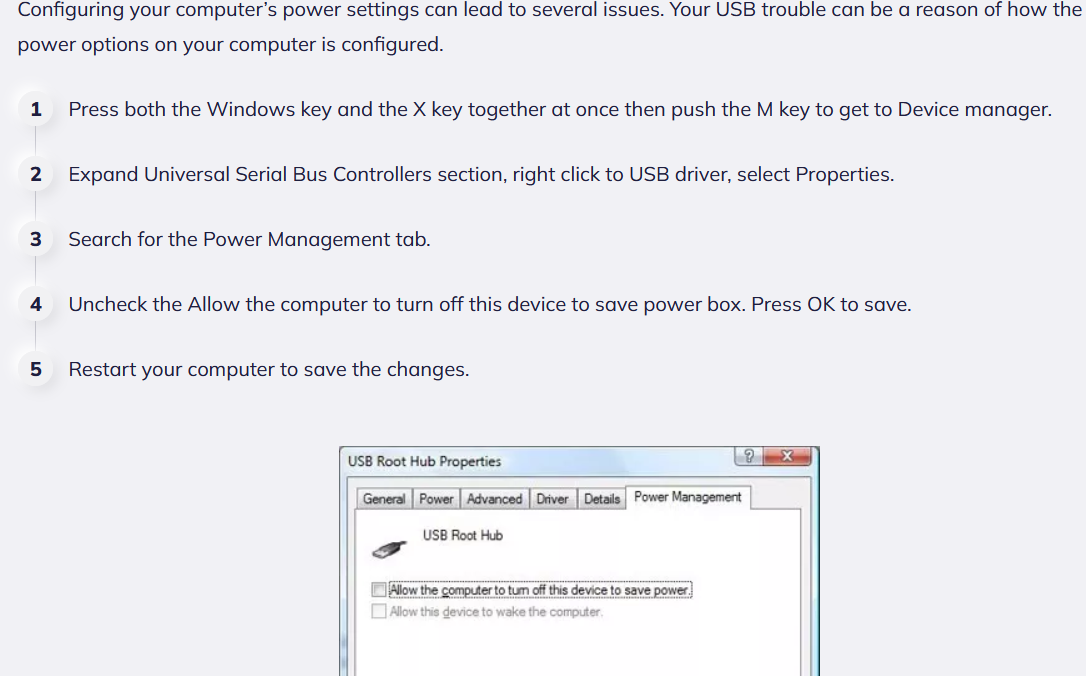 Configuring your computer’s power settings can lead to several issues. Your USB trouble can be a reason of how the
power options on your computer is configured.
1 Press both the Windows key and the X key together at once then push the M key to get to Device manager.
2 Expand Universal Serial Bus Controllers section, right click to USB driver, select Properties.
3 Search for the Power Management tab.
4 Uncheck the Allow the computer to turn off this device to save power box. Press OK to save.
5 Restart your computer to save the changes.
USB Root Hub Properties
General Power Advanced Driver Details Power Management
USB Root Hub
Allow the computer to turn off this device to save power.
Allow this device to wake the computer.